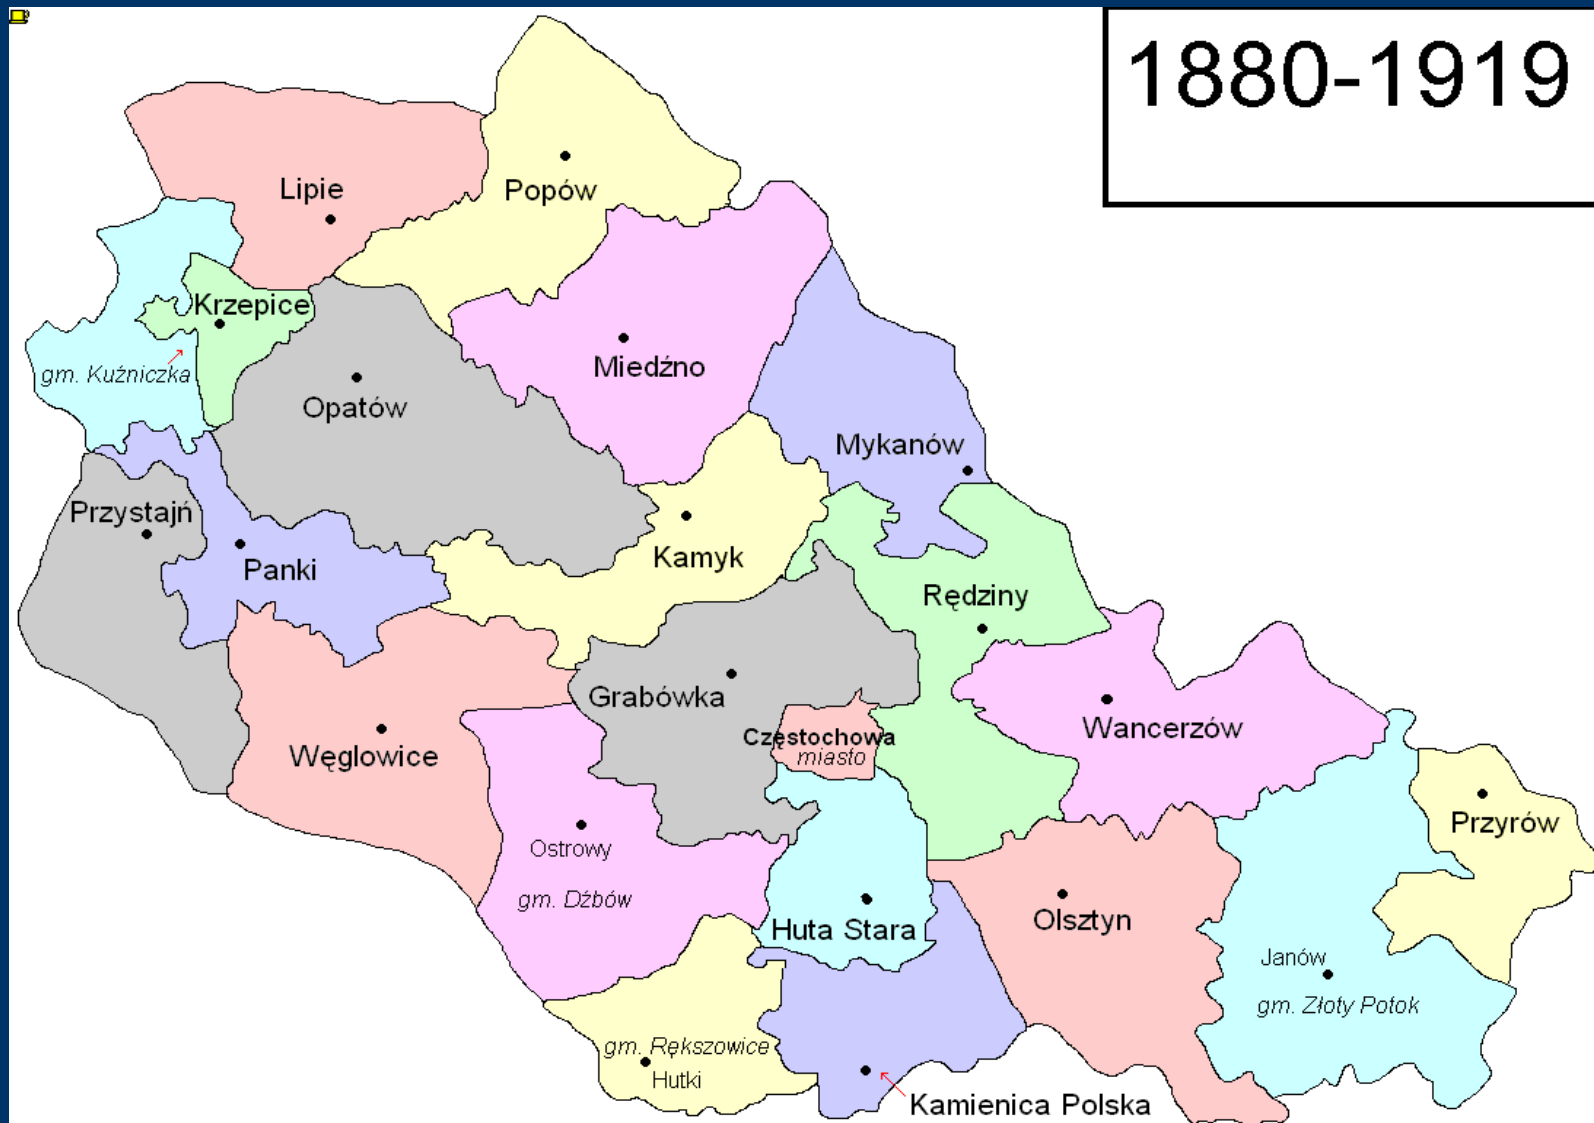 1880-1919
Lipie
Popów
Krzepice
gm. Kuźniczka
Miedźno
Opatów
Mykanów
Przystajń
Kamyk
Panki
Rędziny
Grabówka
Częstochowa
miasto
Wancerzów
Węglowice
Przyrów
Ostrowy
gm. Dźbów
Huta Stara
Olsztyn
Janów
gm. Złoty Potok
gm. Rększowice
Hutki
Kamienica Polska